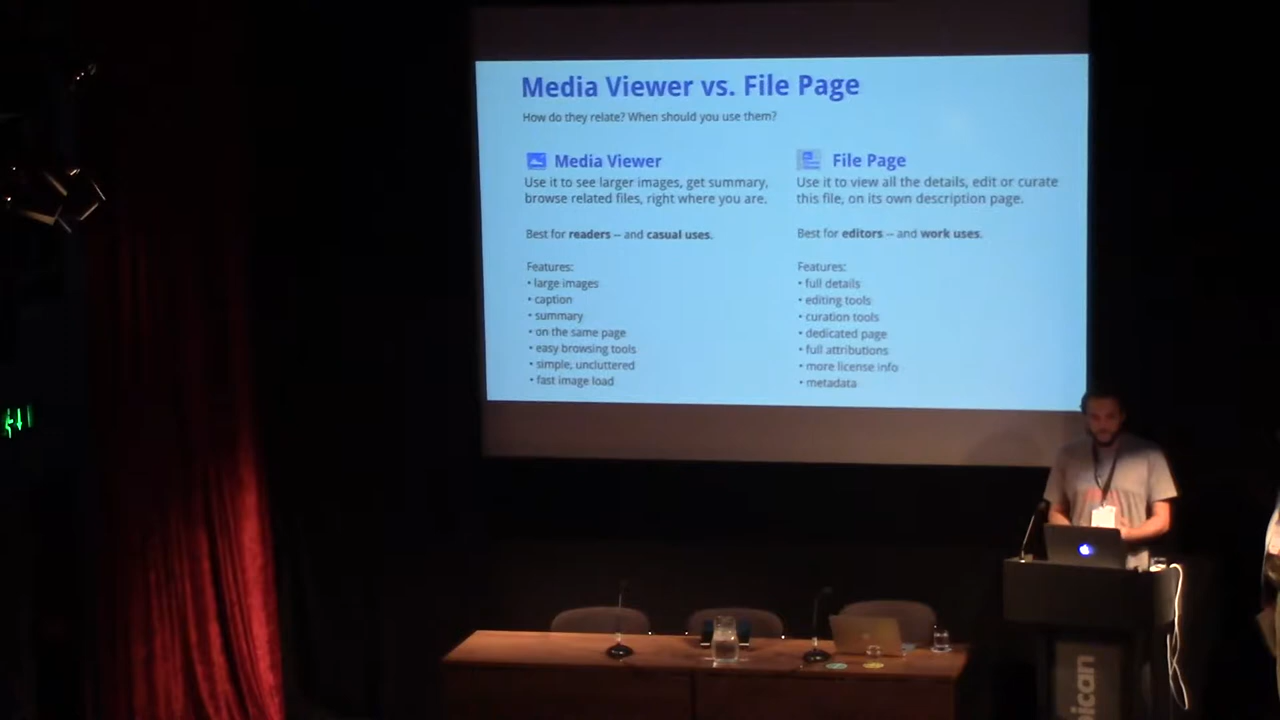 Media Viewer vs. File Page
How do they relate? When should you use them?
Media Viewer
Use it to see larger images, get summary,
browse related files, right where you are.
Best for readers – and casual uses.
Features:
• large images
• caption
• summary
• on the same page
• easy browsing tools
• simple, uncluttered
• fast image load
File Page
Use it to view all the details, edit or curate
this file, on its own description page.
Best for editors – and work uses.
Features:
• full details
• editing tools
• curation tools
• dedicated page
• full attributions
• more license info
• metadata
bican